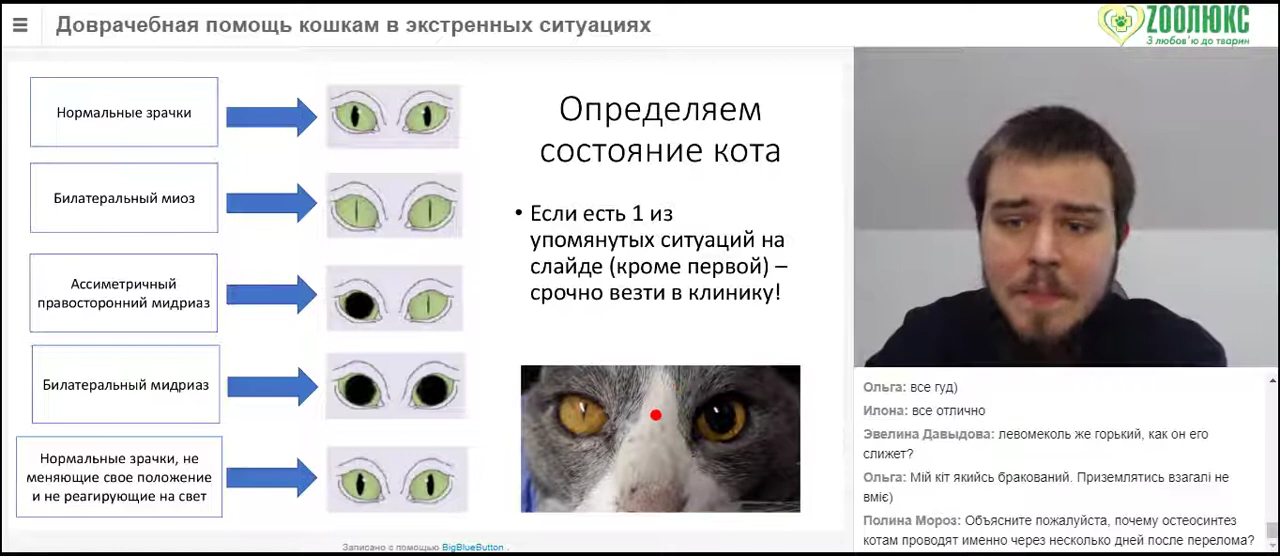 Доврачебная помощь кошкам в экстренных ситуациях
ZOOЛЮКС
З любов'ю до тварин
Нормальные зрачки
Билатеральный миоз
Ассиметричный
правосторонний мидриаз
Билатеральный мидриаз
Нормальные зрачки, не
меняющие свое положение
и не реагирующие на свет
Определяем
состояние кота
• Если есть 1 из
упомянутых ситуаций на
слайде (кроме первой) –
срочно везти в клинику!
Записано с помощью BigBlueButton .
Ольга: все гуд)
Илона: все отлично
Эвелина Давыдова: левомеколь же горький, как он его
слижет?
Ольга: Мій кіт якийсь бракований. Приземлятись взагалі не
вміє)
Полина Мороз: Объясните пожалуйста, почему остеосинтез
котам проводят именно через несколько дней после перелома?